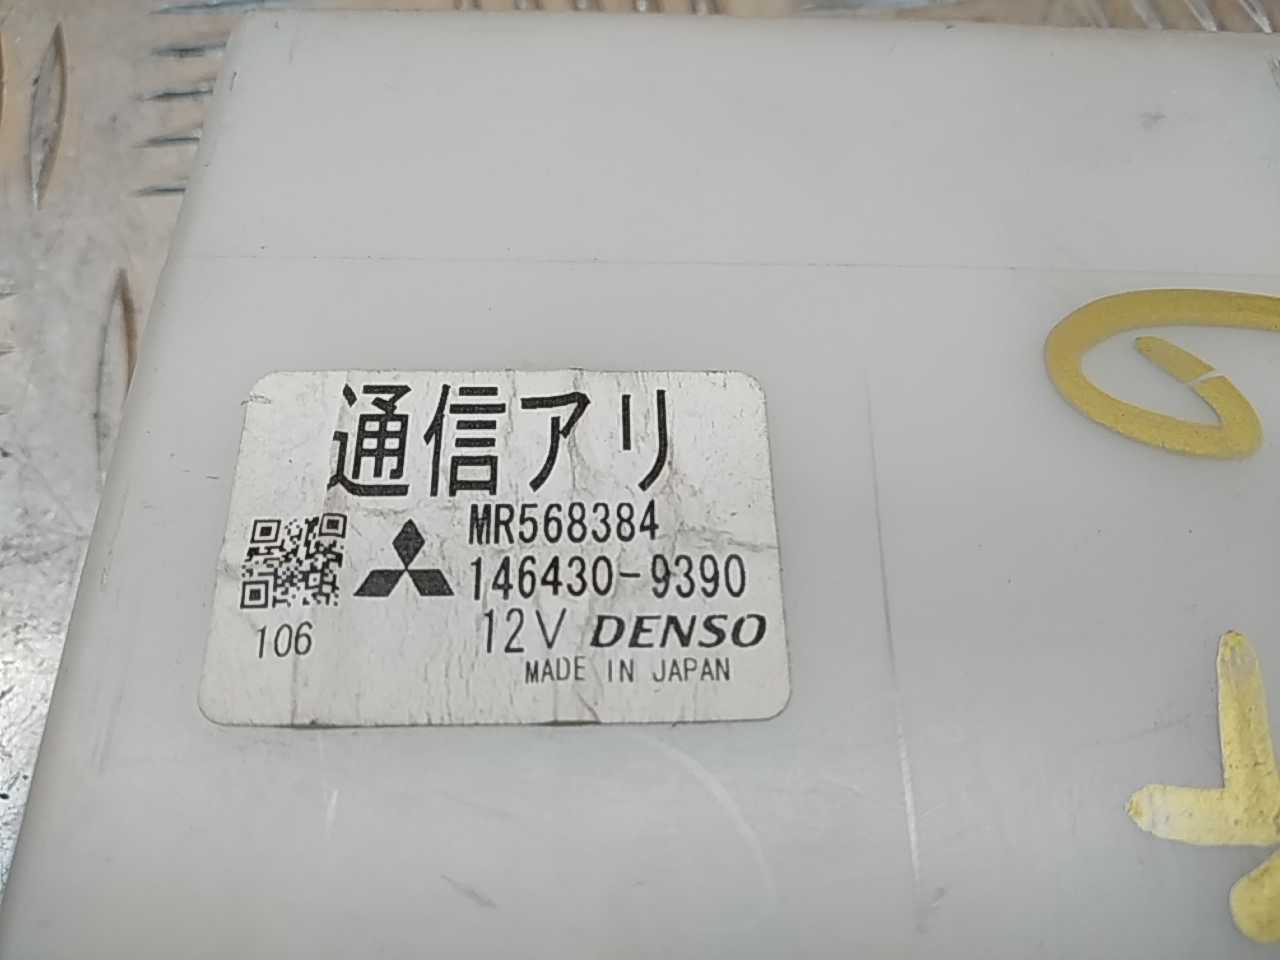 通信アリ
MR568384
146430-9390
106
12V DENSO
MADE IN JAPAN